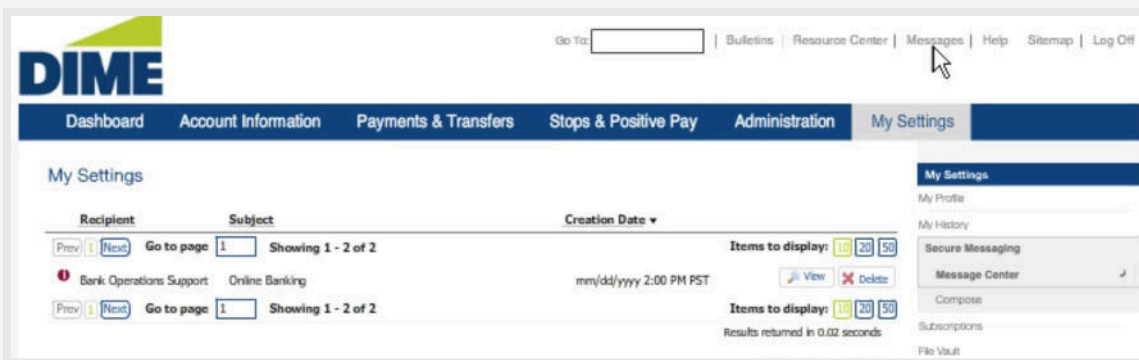 DIME
Go To: | Bulletins | Resource Center | Messages | Help Sitemap | Log Off
Dashboard Account Information Payments & Transfers Stops & Positive Pay Administration My Settings
My Settings
Recipient Subject Creation Date ▾
Prev 1 Next Go to page 1 Showing 1 - 2 of 2 Items to display: 10 20 50
Bank Operations Support Online Banking mm/dd/yyyy 2:00 PM PST View Delete
Prev 1 Next Go to page 1 Showing 1 - 2 of 2 Items to display: 10 20 50
Results returned in 0.02 seconds
My Settings
My Profile
My History
Secure Messaging
Message Center
Compose
Subscriptions
File Vault